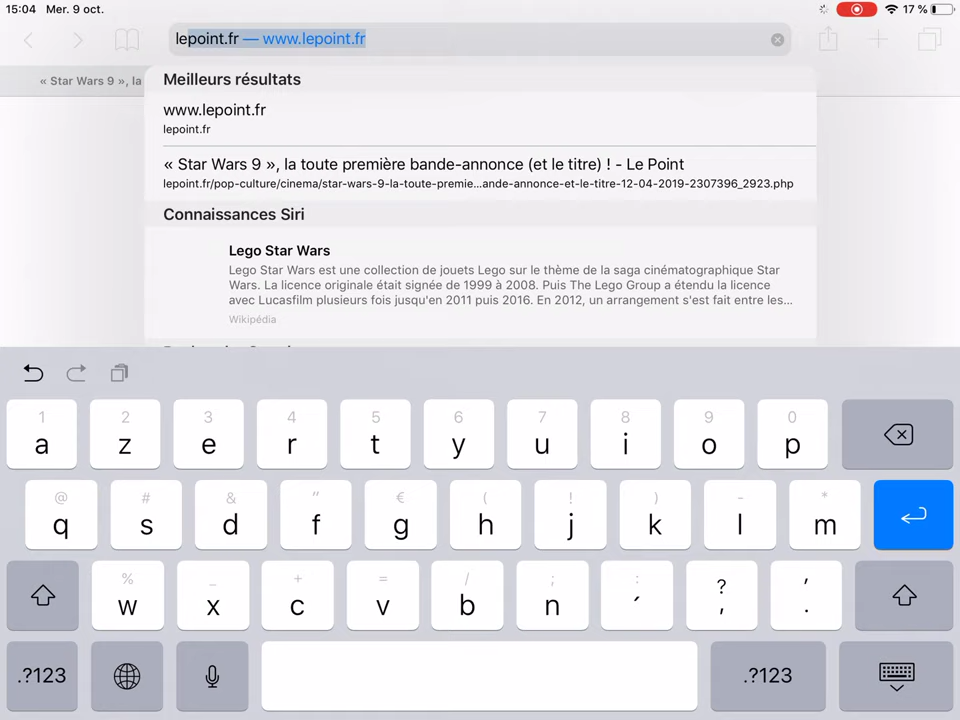 15:04 Mer. 9 oct. 17 %
lepoint.fr — www.lepoint.fr
« Star Wars 9 », la
Meilleurs résultats
www.lepoint.fr
lepoint.fr
« Star Wars 9 », la toute première bande-annonce (et le titre) ! - Le Point
lepoint.fr/pop-culture/cinema/star-wars-9-la-toute-premie...ande-annonce-et-le-titre-12-04-2019-2307396_2923.php
Connaissances Siri
Lego Star Wars
Lego Star Wars est une collection de jouets Lego sur le thème de la saga cinématographique Star
Wars. La licence originale était signée de 1999 à 2008. Puis The Lego Group a étendu la licence
avec Lucasfilm plusieurs fois jusqu'en 2011 puis 2016. En 2012, un arrangement s'est fait entre les...
Wikipédia
1 2 3 4 5 6 7 8 9 0
a z e r t y u i o p
@ # & " € ( ! ) - *
q s d f g h j k l m
% _ + = / ; : ? '
w x c v b n ´ , .
.?123 .?123